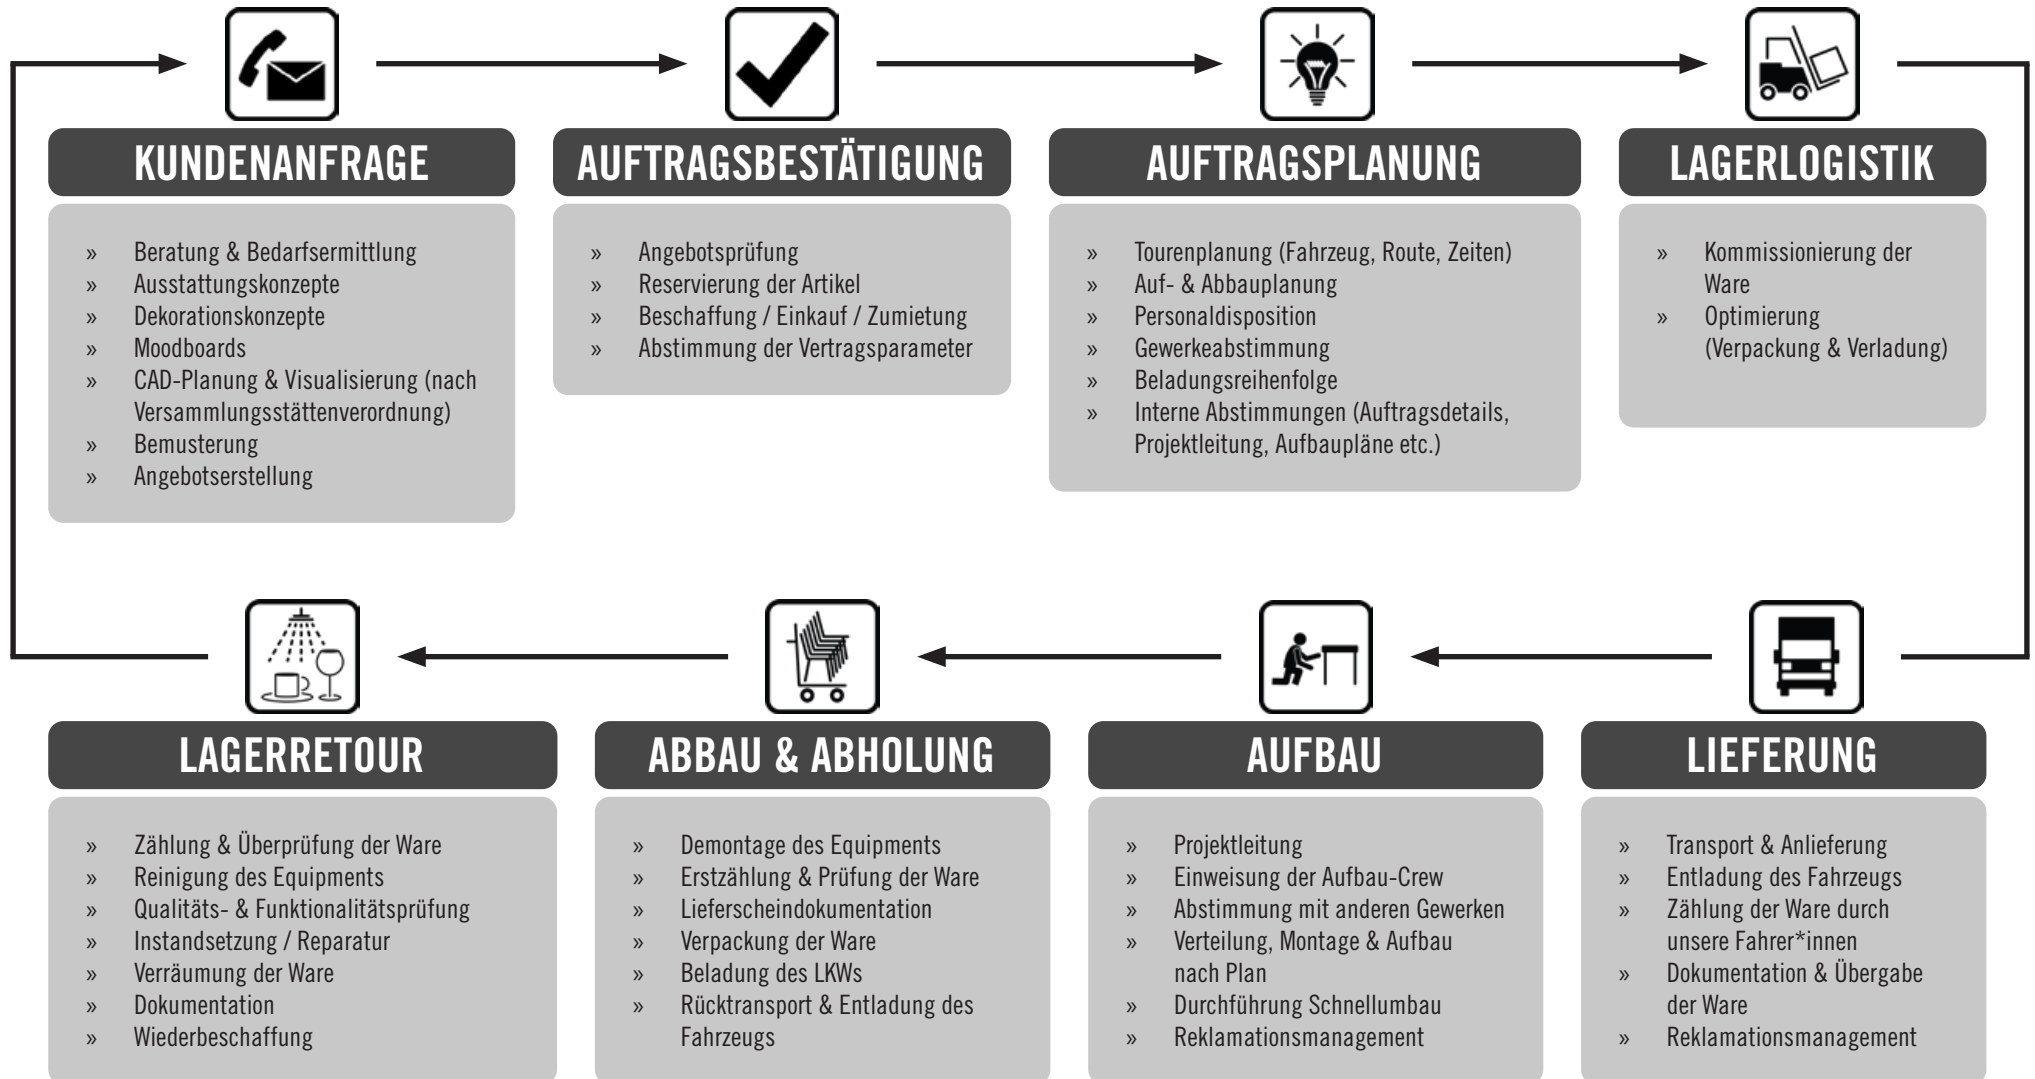 KUNDENANFRAGE
» Beratung & Bedarfsermittlung
» Ausstattungskonzepte
» Dekorationskonzepte
» Moodboards
» CAD-Planung & Visualisierung (nach
Versammlungsstättenverordnung)
» Bemusterung
» Angebotserstellung
AUFTRAGSBESTÄTIGUNG
» Angebotsprüfung
» Reservierung der Artikel
» Beschaffung / Einkauf / Zumietung
» Abstimmung der Vertragsparameter
AUFTRAGSPLANUNG
» Tourenplanung (Fahrzeug, Route, Zeiten)
» Auf- & Abbauplanung
» Personaldisposition
» Gewerkeabstimmung
» Beladungsreihenfolge
» Interne Abstimmungen (Auftragsdetails,
Projektleitung, Aufbaupläne etc.)
LAGERLOGISTIK
» Kommissionierung der
Ware
» Optimierung
(Verpackung & Verladung)
LAGERRETOUR
» Zählung & Überprüfung der Ware
» Reinigung des Equipments
» Qualitäts- & Funktionalitätsprüfung
» Instandsetzung / Reparatur
» Verräumung der Ware
» Dokumentation
» Wiederbeschaffung
ABBAU & ABHOLUNG
» Demontage des Equipments
» Erstzählung & Prüfung der Ware
» Lieferscheindokumentation
» Verpackung der Ware
» Beladung des LKWs
» Rücktransport & Entladung des
Fahrzeugs
AUFBAU
» Projektleitung
» Einweisung der Aufbau-Crew
» Abstimmung mit anderen Gewerken
» Verteilung, Montage & Aufbau
nach Plan
» Durchführung Schnellumbau
» Reklamationsmanagement
LIEFERUNG
» Transport & Anlieferung
» Entladung des Fahrzeugs
» Zählung der Ware durch
unsere Fahrer*innen
» Dokumentation & Übergabe
der Ware
» Reklamationsmanagement